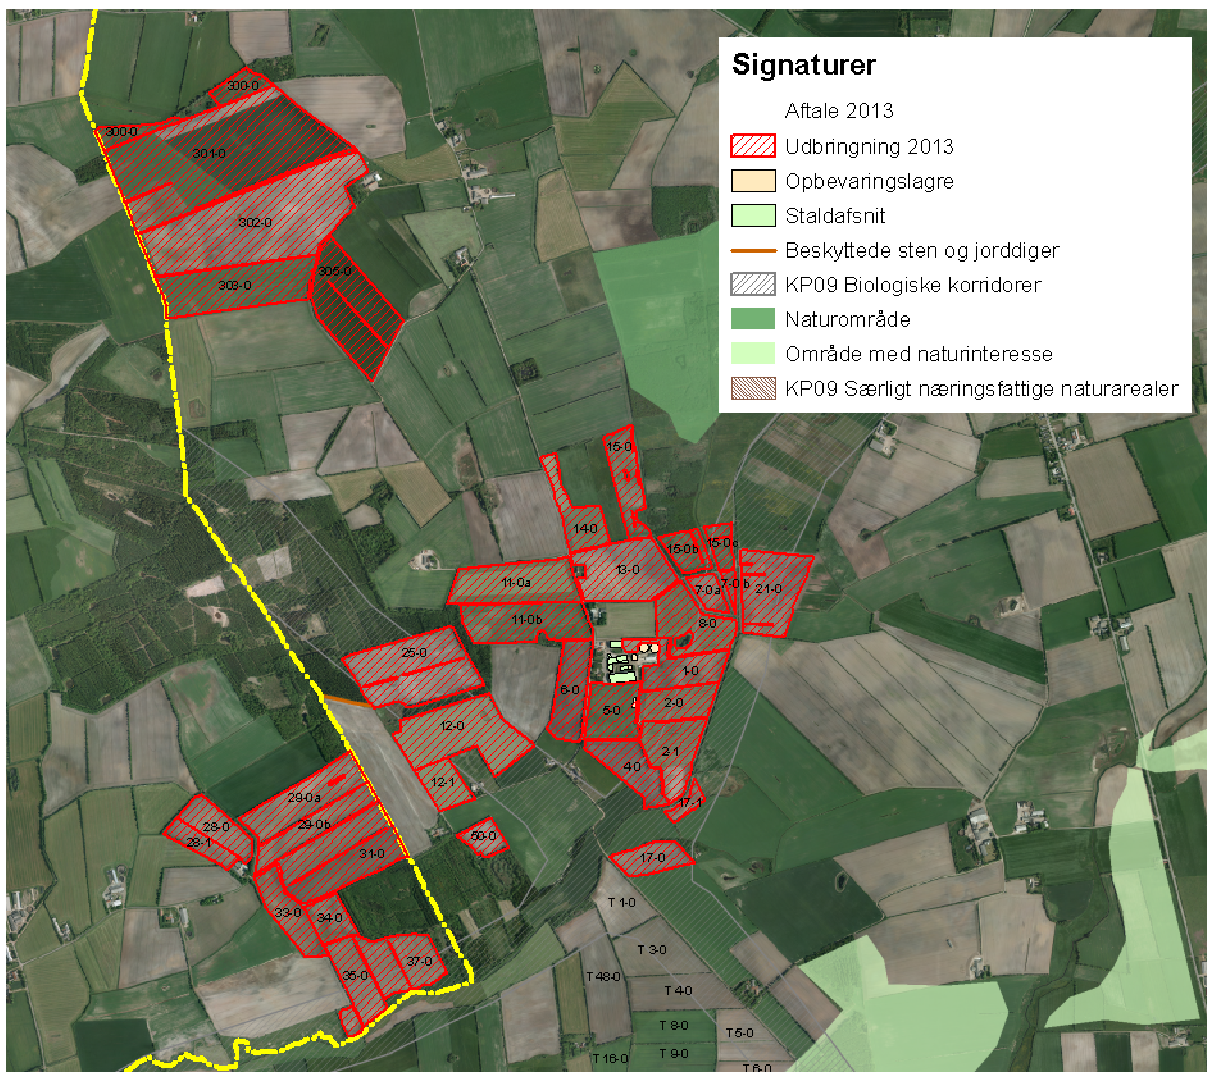 Signaturer
Aftale 2013
Udbringning 2013
Opbevaringslagre
Staldafsnit
Beskyttede sten og jorddiger
KP09 Biologiske korridorer
Naturområde
Område med naturinteresse
KP09 Særligt næringsfattige naturarealer
300-0
300-0
301-0
302-0
303-0
305-0
15-0
14-0
13-0
15-0b
15-0a
11-0a
7-0a
7-0b
21-0
11-0b
8-0
25-0
1-0
6-0
2-0
5-0
12-0
2-1
4-0
12-1
29-0a
17-1
28-0
29-0b
28-1
50-0
31-0
17-0
T 1-0
33-0
34-0
T 3-0
37-0
35-0
T 48-0
T 4-0
T 8-0
T 5-0
T 9-0
T 16-0
T 6-0